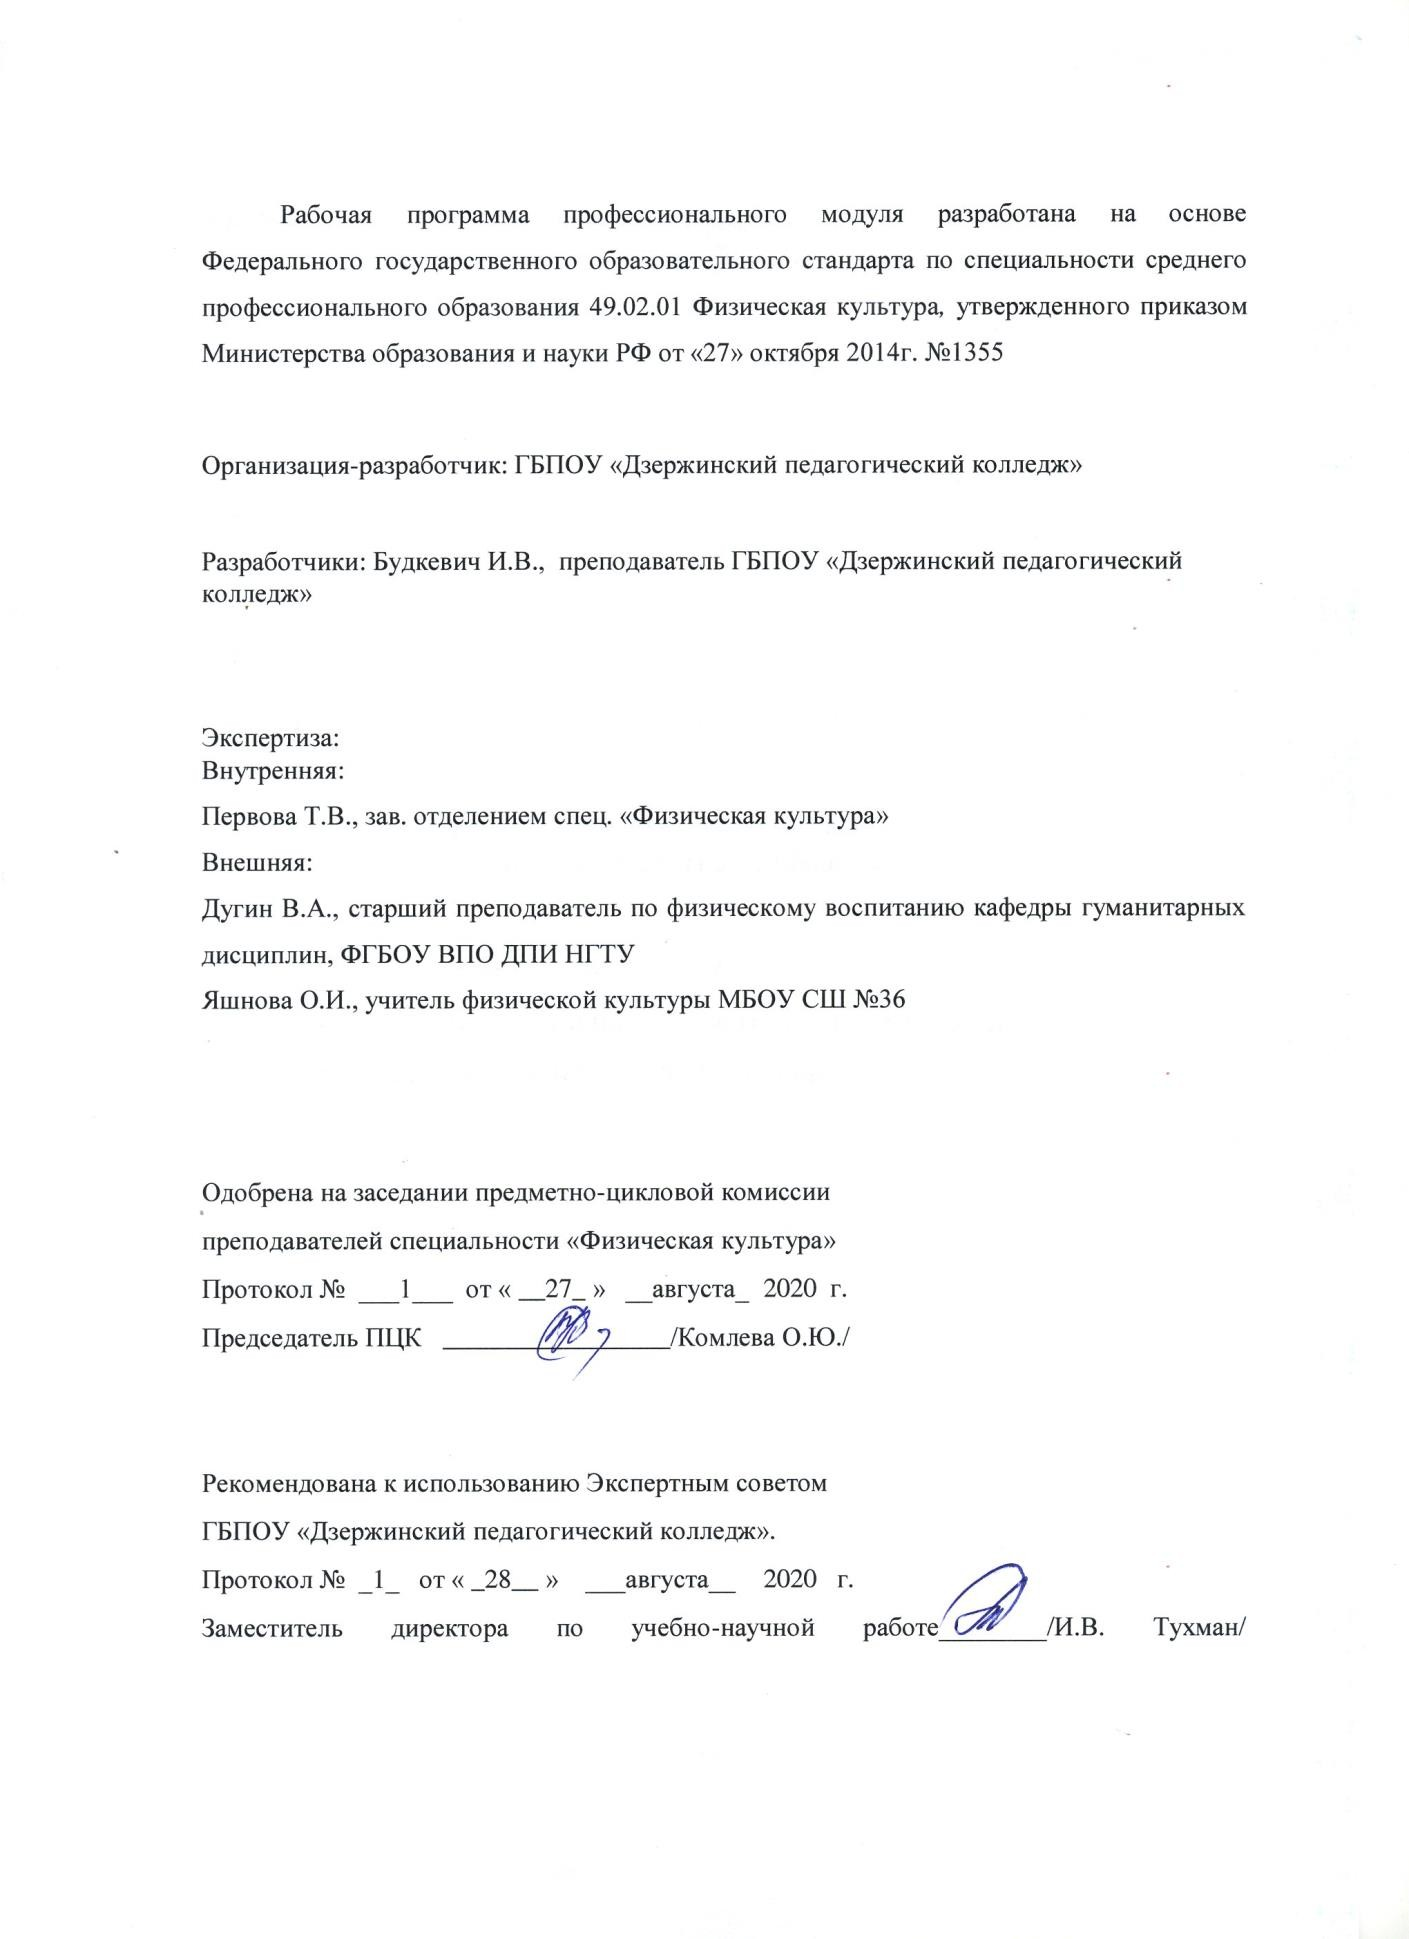 Рабочая программа профессионального модуля разработана на основе
Федерального государственного образовательного стандарта по специальности среднего
профессионального образования 49.02.01 Физическая культура, утвержденного приказом
Министерства образования и науки РФ от «27» октября 2014г. №1355
Организация-разработчик: ГБПОУ «Дзержинский педагогический колледж»
Разработчики: Будкевич И.В., преподаватель ГБПОУ «Дзержинский педагогический
колледж»
Экспертиза:
Внутренняя:
Первова Т.В., зав. отделением спец. «Физическая культура»
Внешняя:
Дугин В.А., старший преподаватель по физическому воспитанию кафедры гуманитарных
дисциплин, ФГБОУ ВПО ДПИ НГТУ
Яшнова О.И., учитель физической культуры МБОУ СШ №36
Одобрена на заседании предметно-цикловой комиссии
преподавателей специальности «Физическая культура»
Протокол № ___1___ от « __27_ » __августа_ 2020 г.
Председатель ПЦК _________________/Комлева О.Ю./
Рекомендована к использованию Экспертным советом
ГБПОУ «Дзержинский педагогический колледж».
Протокол № _1_ от « _28__ » ___августа__ 2020 г.
Заместитель директора по учебно-научной работе________/И.В. Тухман/